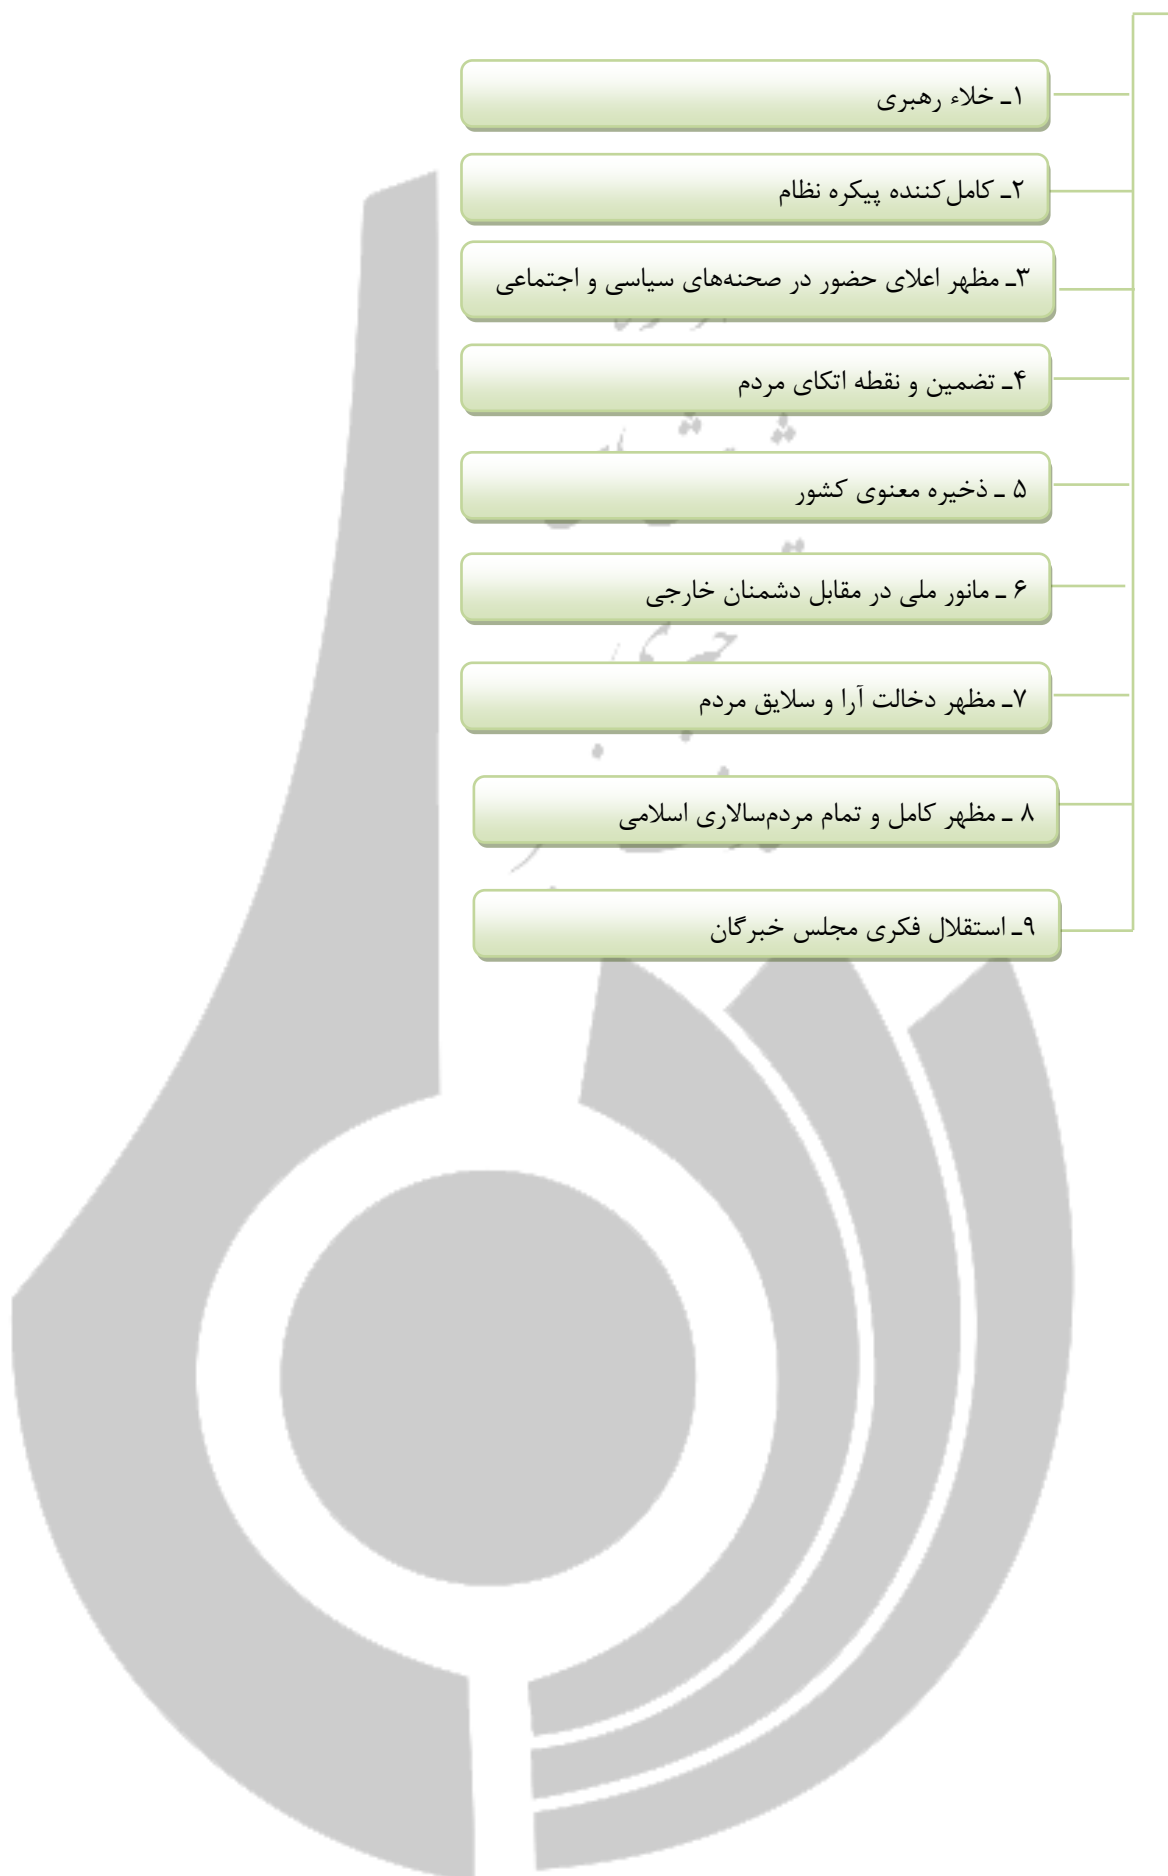 ۱ـ خلاء رهبری
۲ـ کامل‌کننده پیکره نظام
۳ـ مظهر اعلای حضور در صحنه‌های سیاسی و اجتماعی
۴ـ تضمین و نقطه اتکای مردم
۵ ـ ذخیره معنوی کشور
۶ ـ مانور ملی در مقابل دشمنان خارجی
۷ـ مظهر دخالت آرا و سلایق مردم
۸ ـ مظهر کامل و تمام مردم‌سالاری اسلامی
۹ـ استقلال فکری مجلس خبرگان